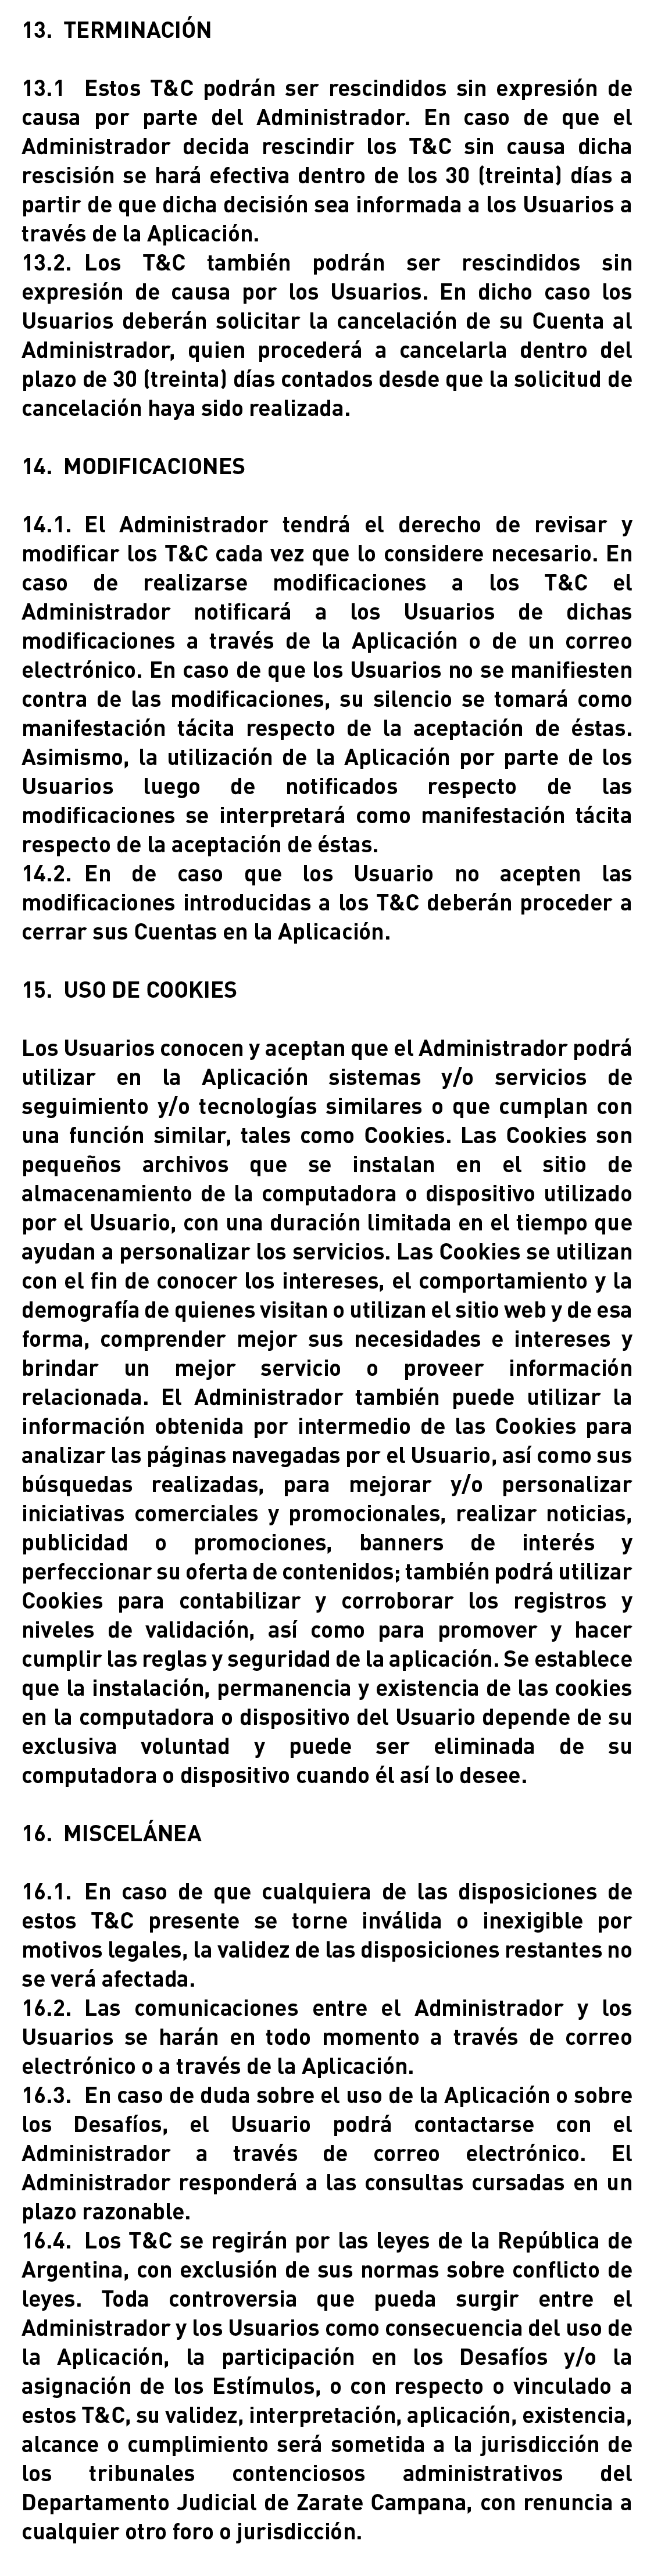 13. TERMINACIÓN
13.1 Estos T&C podrán ser rescindidos sin expresión de
causa por parte del Administrador. En caso de que el
Administrador decida rescindir los T&C sin causa dicha
rescisión se hará efectiva dentro de los 30 (treinta) días a
partir de que dicha decisión sea informada a los Usuarios a
través de la Aplicación.
13.2. Los T&C también podrán ser rescindidos sin
expresión de causa por los Usuarios. En dicho caso los
Usuarios deberán solicitar la cancelación de su Cuenta al
Administrador, quien procederá a cancelarla dentro del
plazo de 30 (treinta) días contados desde que la solicitud de
cancelación haya sido realizada.
14. MODIFICACIONES
14.1. El Administrador tendrá el derecho de revisar y
modificar los T&C cada vez que lo considere necesario. En
caso de realizarse modificaciones a los T&C el
Administrador notificará a los Usuarios de dichas
modificaciones a través de la Aplicación o de un correo
electrónico. En caso de que los Usuarios no se manifiesten
contra de las modificaciones, su silencio se tomará como
manifestación tácita respecto de la aceptación de éstas.
Asimismo, la utilización de la Aplicación por parte de los
Usuarios luego de notificados respecto de las
modificaciones se interpretará como manifestación tácita
respecto de la aceptación de éstas.
14.2. En de caso que los Usuario no acepten las
modificaciones introducidas a los T&C deberán proceder a
cerrar sus Cuentas en la Aplicación.
15. USO DE COOKIES
Los Usuarios conocen y aceptan que el Administrador podrá
utilizar en la Aplicación sistemas y/o servicios de
seguimiento y/o tecnologías similares o que cumplan con
una función similar, tales como Cookies. Las Cookies son
pequeños archivos que se instalan en el sitio de
almacenamiento de la computadora o dispositivo utilizado
por el Usuario, con una duración limitada en el tiempo que
ayudan a personalizar los servicios. Las Cookies se utilizan
con el fin de conocer los intereses, el comportamiento y la
demografía de quienes visitan o utilizan el sitio web y de esa
forma, comprender mejor sus necesidades e intereses y
brindar un mejor servicio o proveer información
relacionada. El Administrador también puede utilizar la
información obtenida por intermedio de las Cookies para
analizar las páginas navegadas por el Usuario, así como sus
búsquedas realizadas, para mejorar y/o personalizar
iniciativas comerciales y promocionales, realizar noticias,
publicidad o promociones, banners de interés y
perfeccionar su oferta de contenidos; también podrá utilizar
Cookies para contabilizar y corroborar los registros y
niveles de validación, así como para promover y hacer
cumplir las reglas y seguridad de la aplicación. Se establece
que la instalación, permanencia y existencia de las cookies
en la computadora o dispositivo del Usuario depende de su
exclusiva voluntad y puede ser eliminada de su
computadora o dispositivo cuando él así lo desee.
16. MISCELÁNEA
16.1. En caso de que cualquiera de las disposiciones de
estos T&C presente se torne inválida o inexigible por
motivos legales, la validez de las disposiciones restantes no
se verá afectada.
16.2. Las comunicaciones entre el Administrador y los
Usuarios se harán en todo momento a través de correo
electrónico o a través de la Aplicación.
16.3. En caso de duda sobre el uso de la Aplicación o sobre
los Desafíos, el Usuario podrá contactarse con el
Administrador a través de correo electrónico. El
Administrador responderá a las consultas cursadas en un
plazo razonable.
16.4. Los T&C se regirán por las leyes de la República de
Argentina, con exclusión de sus normas sobre conflicto de
leyes. Toda controversia que pueda surgir entre el
Administrador y los Usuarios como consecuencia del uso de
la Aplicación, la participación en los Desafíos y/o la
asignación de los Estímulos, o con respecto o vinculado a
estos T&C, su validez, interpretación, aplicación, existencia,
alcance o cumplimiento será sometida a la jurisdicción de
los tribunales contenciosos administrativos del
Departamento Judicial de Zarate Campana, con renuncia a
cualquier otro foro o jurisdicción.